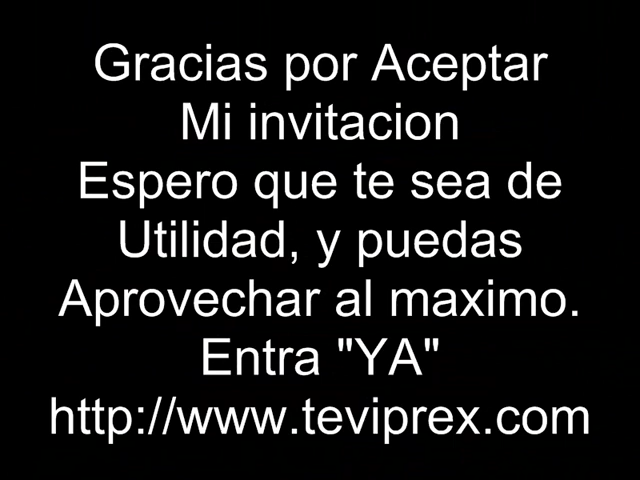 Gracias por Aceptar
Mi invitacion
Espero que te sea de
Utilidad, y puedas
Aprovechar al maximo.
Entra "YA"
http://www.teviprex.com